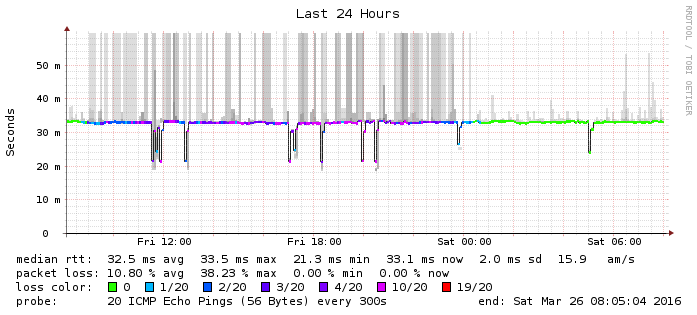 Last 24 Hours
RRDTOOL / TOBI OETIKER
Seconds
50 m
40 m
30 m
20 m
10 m
0
Fri 12:00 Fri 18:00 Sat 00:00 Sat 06:00
median rtt: 32.5 ms avg 33.5 ms max 21.3 ms min 33.1 ms now 2.0 ms sd 15.9 am/s
packet loss: 10.80 % avg 38.23 % max 0.00 % min 0.00 % now
loss color: 0 1/20 2/20 3/20 4/20 10/20 19/20
probe: 20 ICMP Echo Pings (56 Bytes) every 300s end: Sat Mar 26 08:05:04 2016